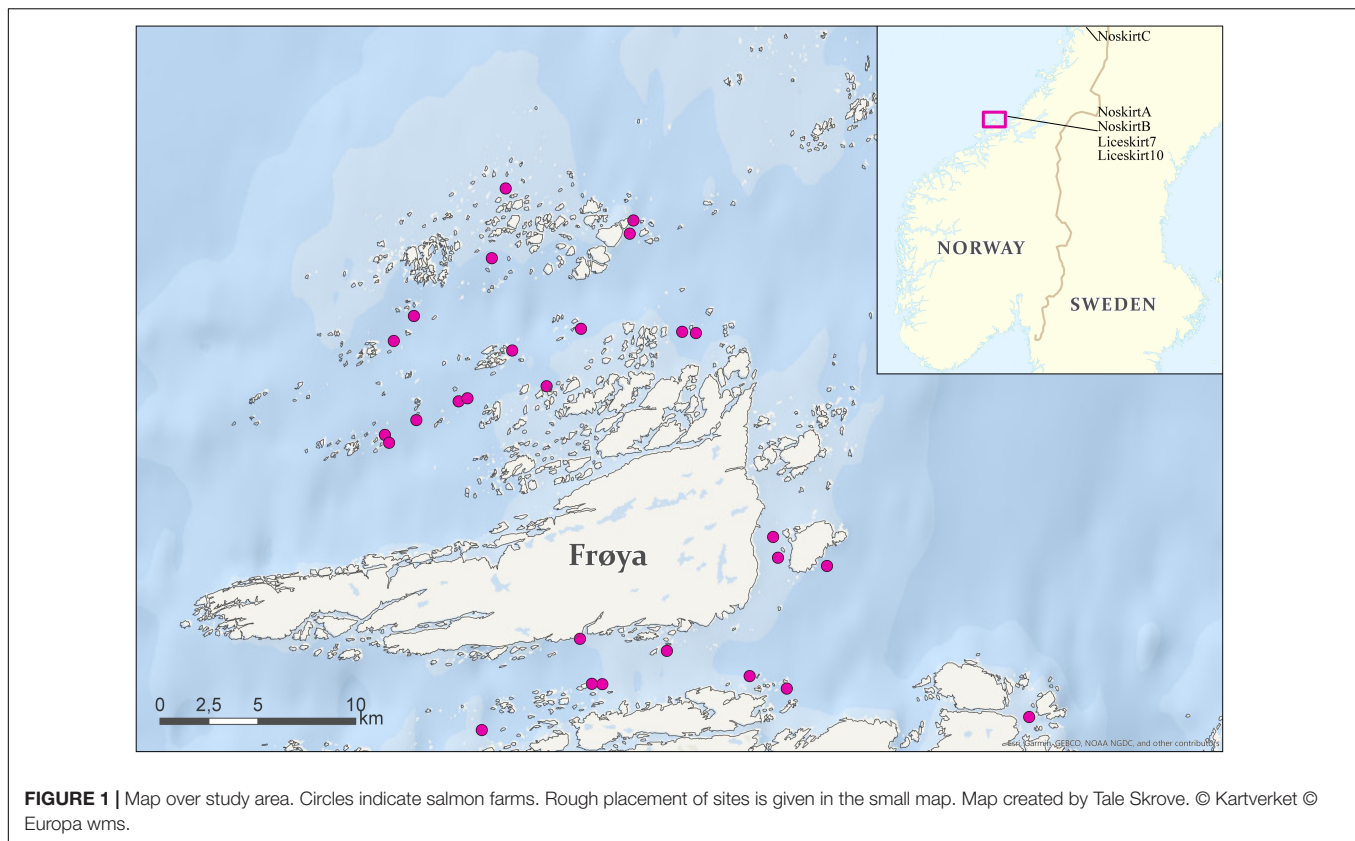 NoskirtC
NoskirtA
NoskirtB
Liceskirt7
Liceskirt10
NORWAY
SWEDEN
Frøya
0 2,5 5 10
km
Esri, Garmin, GEBCO, NOAA NGDC, and other contributors
FIGURE 1 | Map over study area. Circles indicate salmon farms. Rough placement of sites is given in the small map. Map created by Tale Skrove. © Kartverket ©
Europa wms.